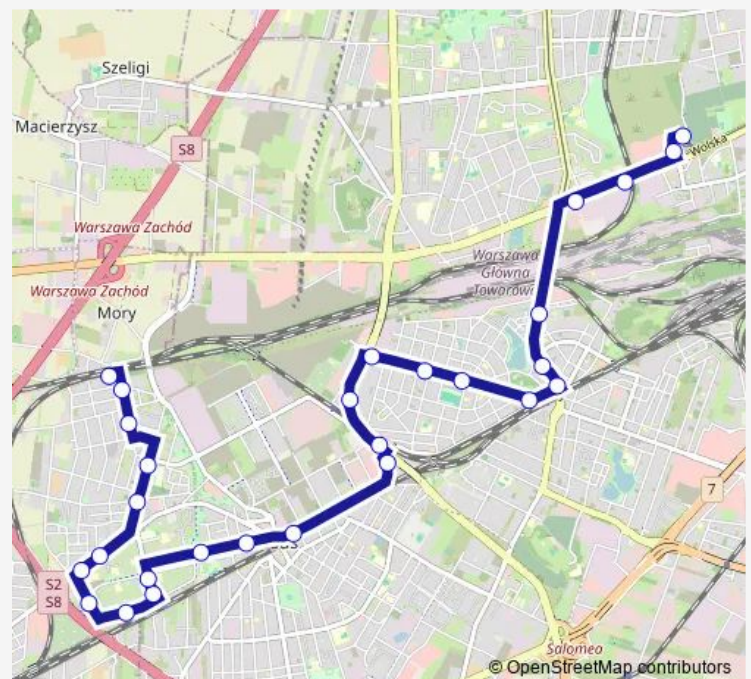 Szeligi
Macierzysz
S8
Wolska
Warszawa Zachód
Warszawa
Główna
Towarowa
Warszawa Zachód
Mory
7
S2
S8
Salomea
© OpenStreetMap contributors